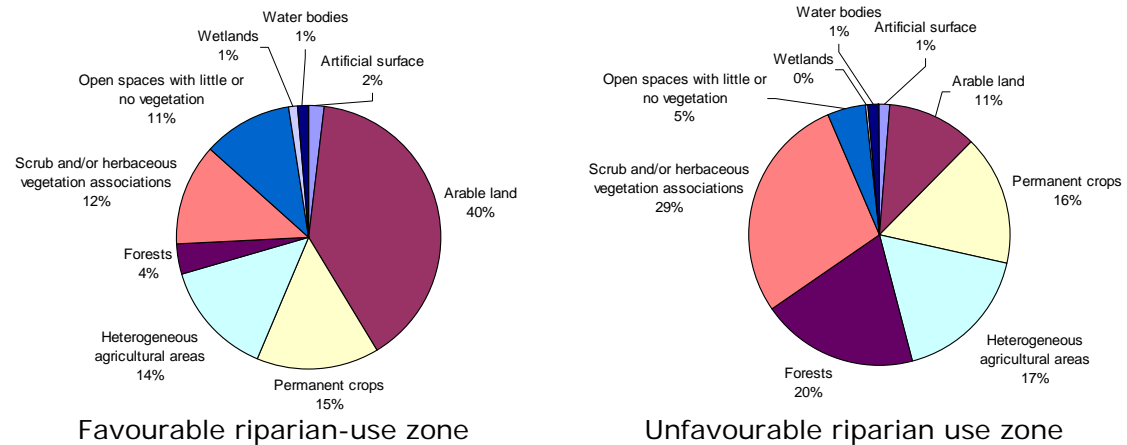 Water bodies
1%
Wetlands
1%
Artificial surface
2%
Open spaces with little or
no vegetation
11%
Arable land
40%
Scrub and/or herbaceous
vegetation associations
12%
Forests
4%
Heterogeneous
agricultural areas
14%
Permanent crops
15%
Favourable riparian-use zone
Water bodies
1%
Artificial surface
1%
Wetlands
0%
Open spaces with little or
no vegetation
5%
Arable land
11%
Scrub and/or herbaceous
vegetation associations
29%
Permanent crops
16%
Heterogeneous
agricultural areas
17%
Forests
20%
Unfavourable riparian use zone